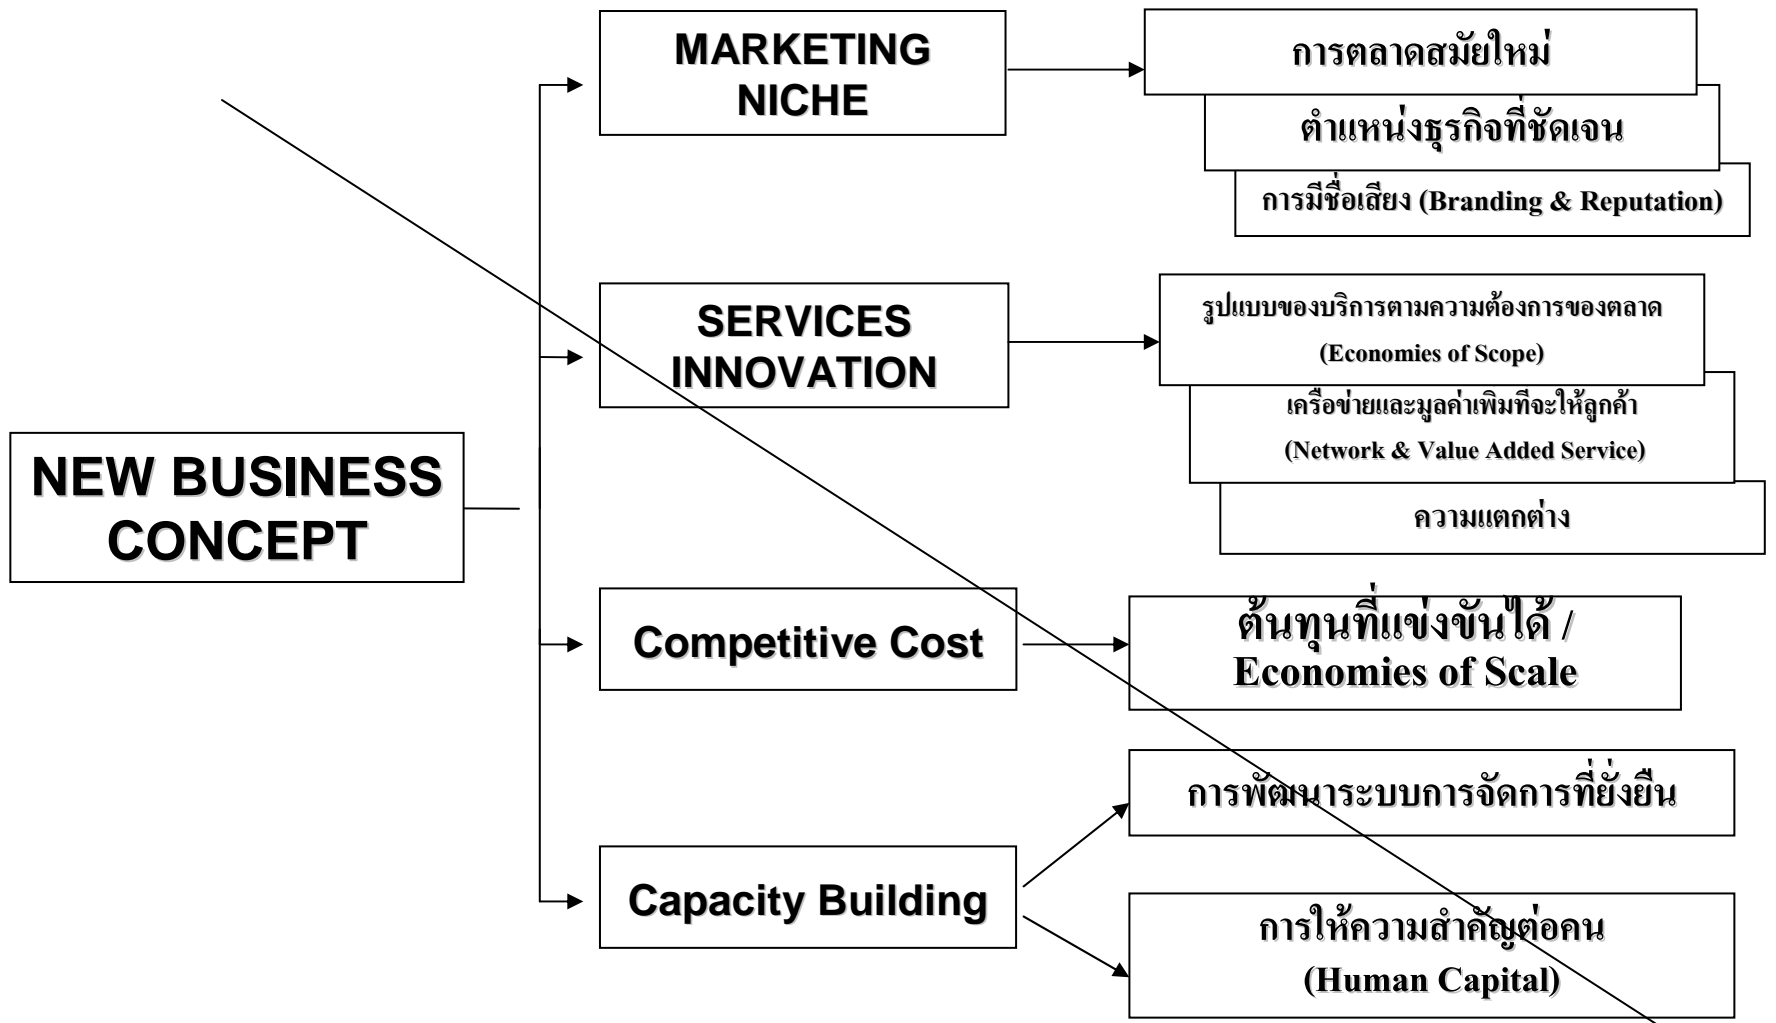 MARKETING
NICHE
การตลาดสมัยใหม่
ตำแหน่งธุรกิจที่ชัดเจน
การมีชื่อเสียง (Branding & Reputation)
SERVICES
INNOVATION
รูปแบบของบริการตามความต้องการของตลาด
(Economies of Scope)
เครือข่ายและมูลค่าเพิ่มที่จะให้ลูกค้า
(Network & Value Added Service)
ความแตกต่าง
NEW BUSINESS
CONCEPT
Competitive Cost
ต้นทุนที่แข่งขันได้ /
Economies of Scale
Capacity Building
การพัฒนาระบบการจัดการที่ยั่งยืน
การให้ความสำคัญต่อคน
(Human Capital)